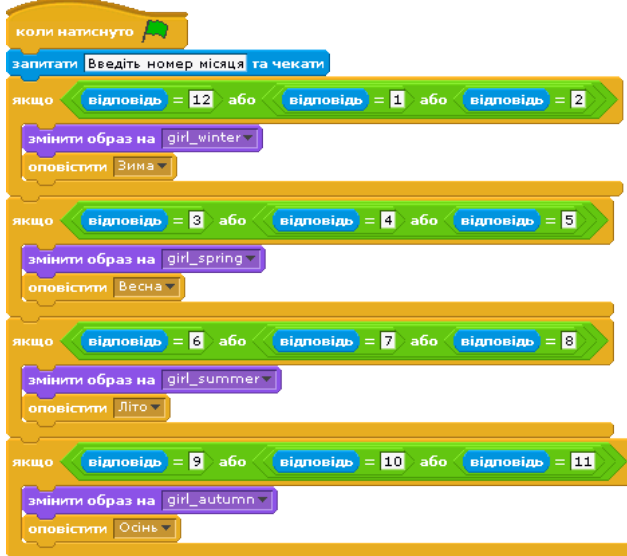 коли натиснуто
запитати Введіть номер місяця та чекати
якщо відповідь = 12 або відповідь = 1 або відповідь = 2
змінити образ на girl_winter
оповістити Зима
якщо відповідь = 3 або відповідь = 4 або відповідь = 5
змінити образ на girl_spring
оповістити Весна
якщо відповідь = 6 або відповідь = 7 або відповідь = 8
змінити образ на girl_summer
оповістити Літо
якщо відповідь = 9 або відповідь = 10 або відповідь = 11
змінити образ на girl_autumn
оповістити Осінь